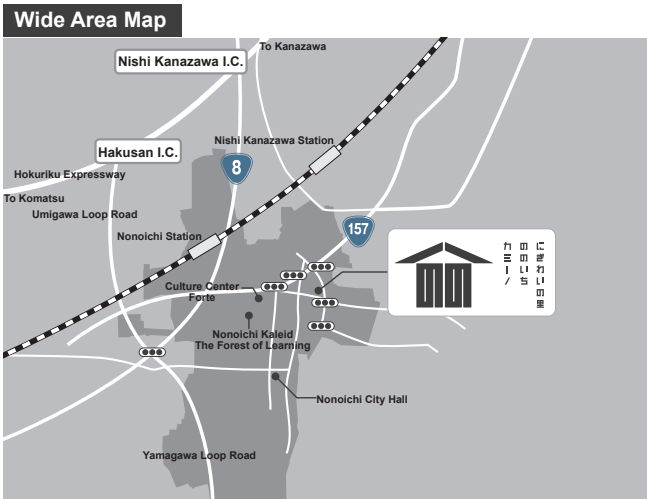 Wide Area Map
To Kanazawa
Nishi Kanazawa I.C.
Nishi Kanazawa Station
Hakusan I.C.
8
Hokuriku Expressway
To Komatsu
Umigawa Loop Road
157
Nonoichi Station
にぎわいの里
ののいち
カミーノ
Culture Center
Forte
Nonoichi Kaleid
The Forest of Learning
Nonoichi City Hall
Yamagawa Loop Road